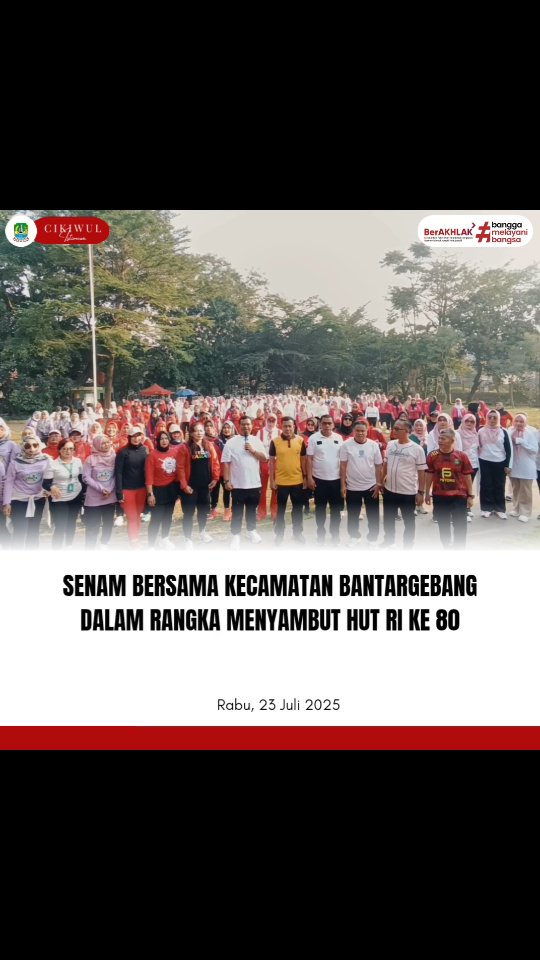 CIKIWUL
BerAKHLAK
#bangga
melayani
bangsa
SENAM BERSAMA KECAMATAN BANTARGEBANG
DALAM RANGKA MENYAMBUT HUT RI KE 80
Rabu, 23 Juli 2025